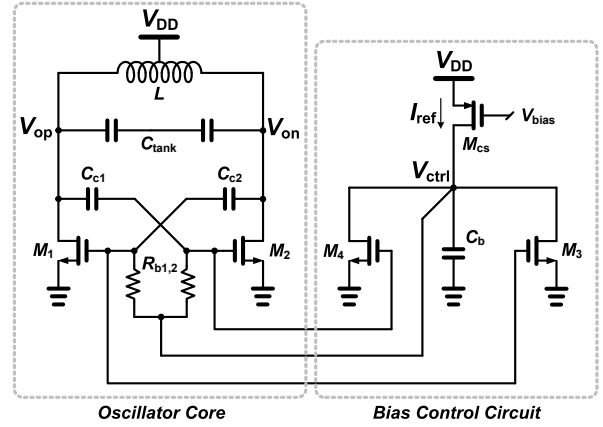 VDD
L
Vop
Von
Ctank
Cc1
Cc2
M1
M2
Rb1,2
Oscillator Core
VDD
Iref
Vbias
Mcs
Vctrl
M4
Cb
M3
Bias Control Circuit